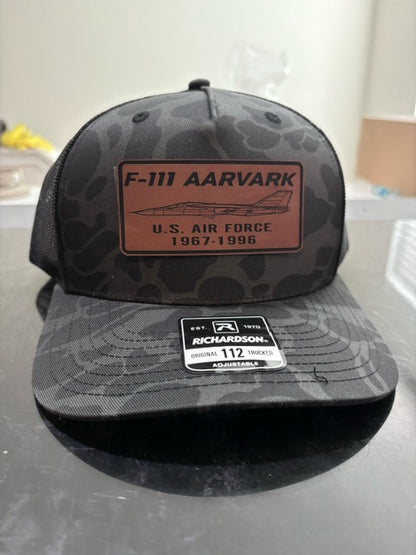 F-111 AARVARK
U.S. AIR FORCE
1967-1996
EST. R 1970
RICHARDSON
ORIGINAL 112 TRUCKER
ADJUSTABLE